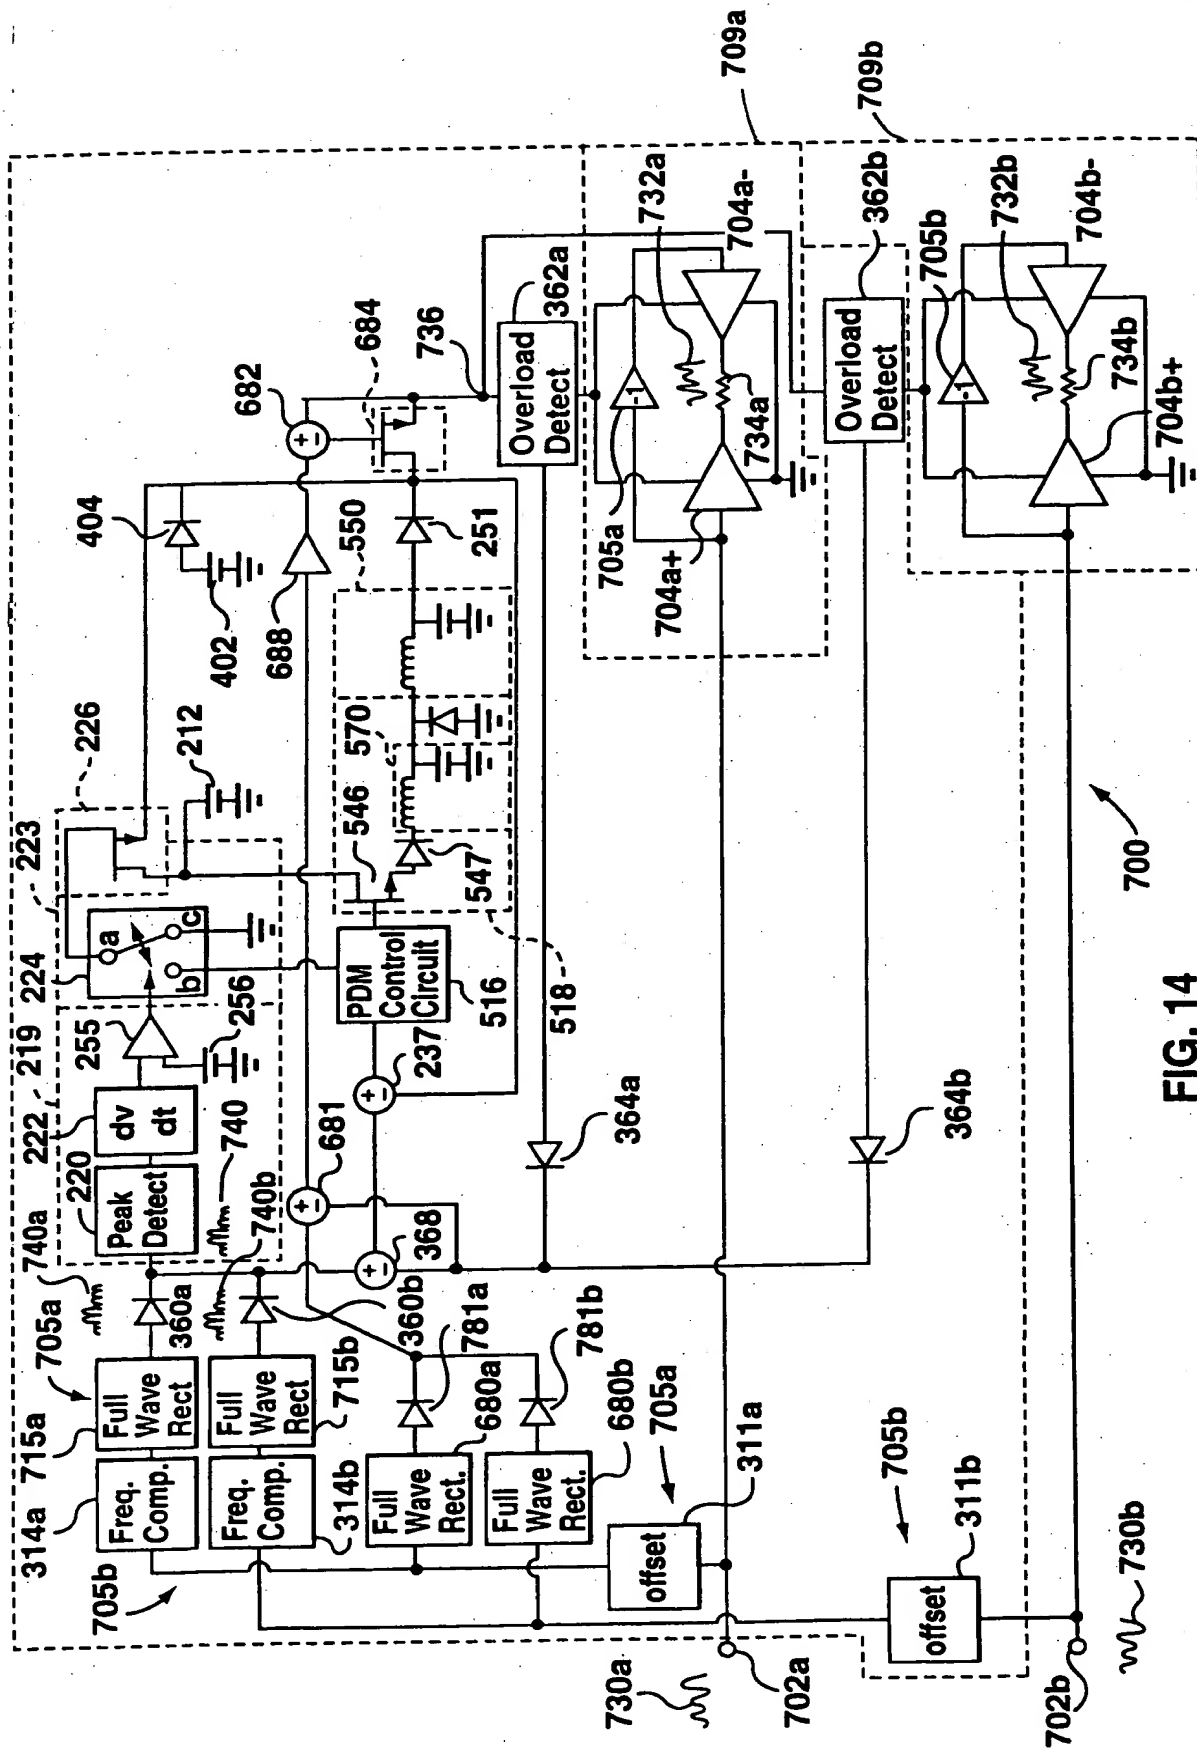 709a
709b
732a
704a-
362b
705b
732b
704b-
362a
684
736
682
Overload
Detect
-1
734a
705a
704a+
Overload
Detect
-1
734b
704b+
404
550
251
402
688
226
212
570
546
547
223
224
a
b
c
PDM
Control
Circuit
516
518
219
255
256
237
222
dv
dt
740
681
364a
364b
700
220
Peak
Detect
740b
368
740a
705a
360a
740
360b
781a
781b
715a
Full
Wave
Rect
Full
Wave
Rect
715b
680a
680b
705a
311a
705b
311b
314a
Freq.
Comp.
Freq.
Comp.
314b
Full
Wave
Rect.
Full
Wave
Rect.
705b
offset
offset
730a
702a
702b
730b
FIG. 14